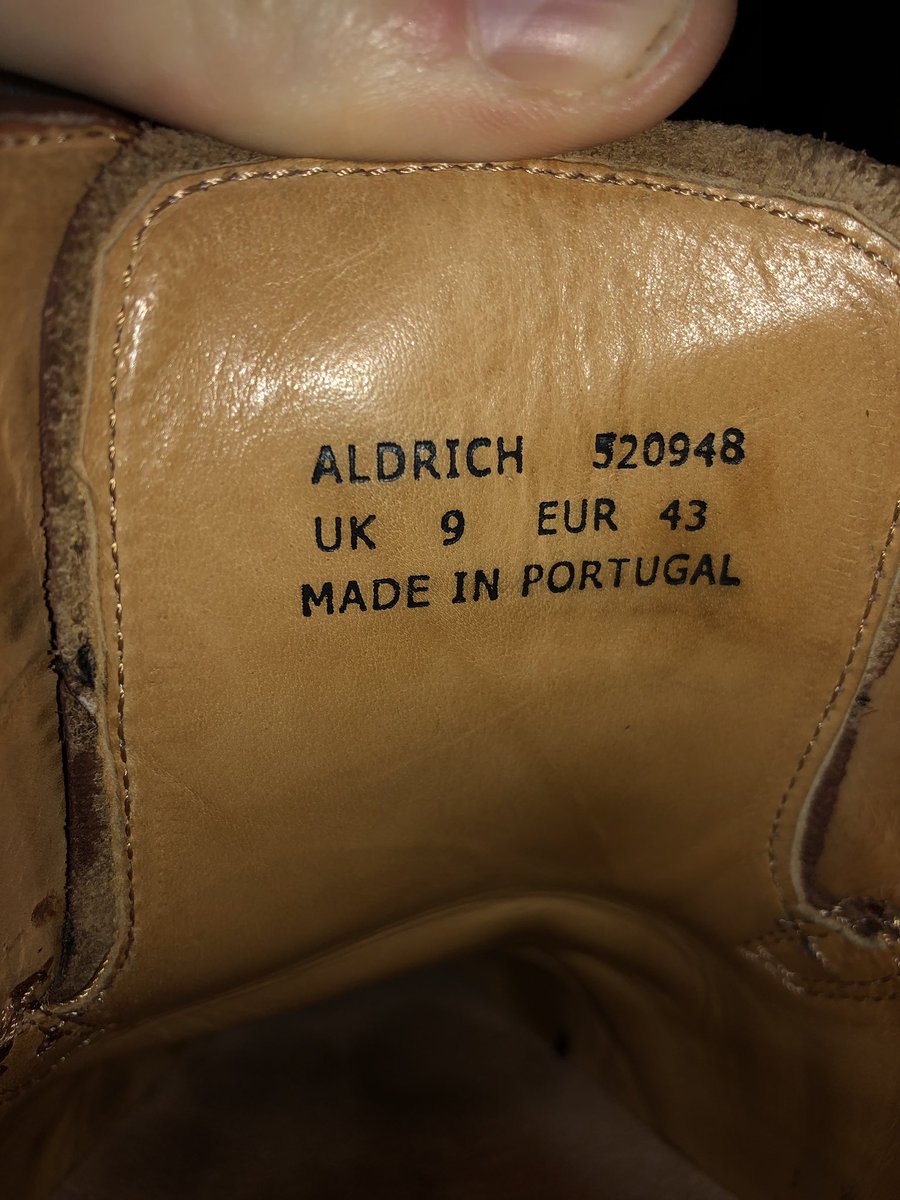 ALDRICH 520948
UK 9 EUR 43
MADE IN PORTUGAL